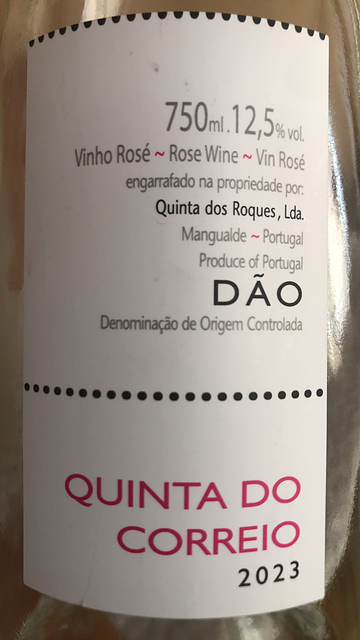 750ml.12,5% vol.
Vinho Rosé ~ Rose Wine ~ Vin Rosé
engarrafado na propriedade por:
Quinta dos Roques, Lda.
Mangualde ~ Portugal
Produce of Portugal
DÃO
Denominação de Origem Controlada
QUINTA DO
CORREIO
2023